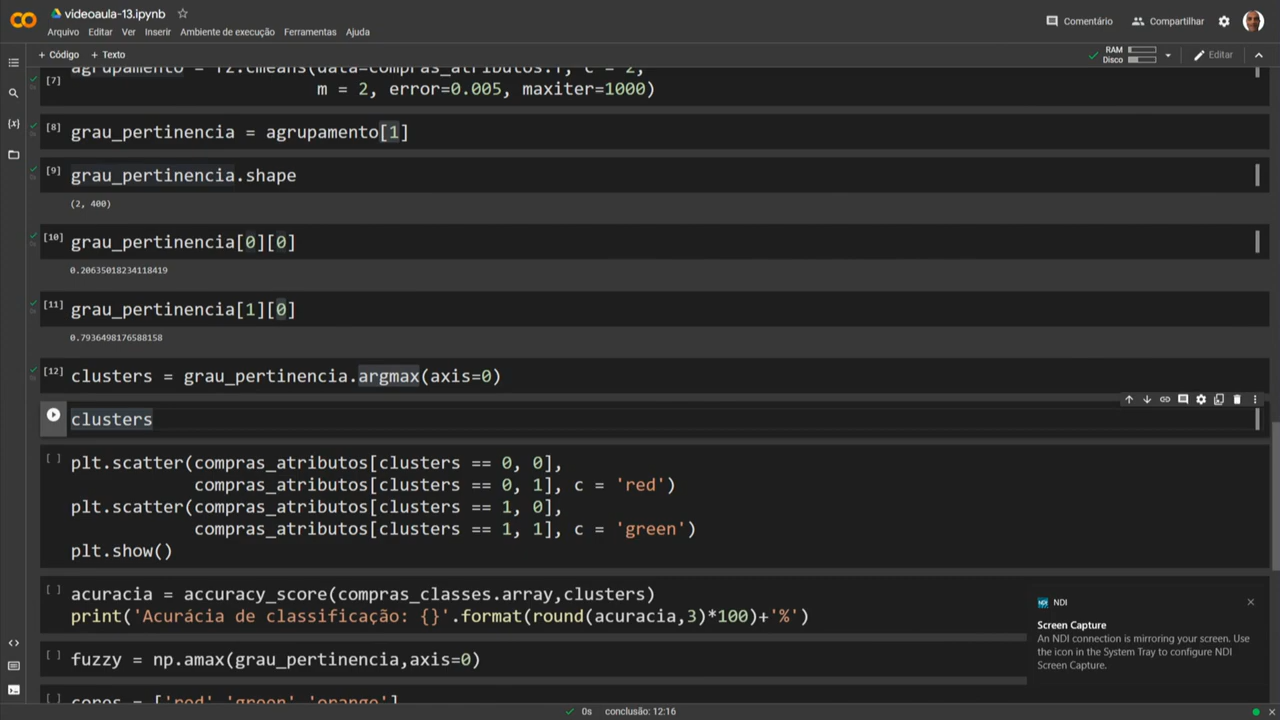 videoaula-13.ipynb
Arquivo Editar Ver Inserir Ambiente de execução Ferramentas Ajuda
Comentário Compartilhar
+ Código + Texto
RAM
Disco
Editar
[7] agrupamento = fz.cmeans(data=compras_atributos.T, c = 2,
m = 2, error=0.005, maxiter=1000)
[8] grau_pertinencia = agrupamento[1]
[9] grau_pertinencia.shape
(2, 400)
[10] grau_pertinencia[0][0]
0.20635018234118419
[11] grau_pertinencia[1][0]
0.7936498176588158
[12] clusters = grau_pertinencia.argmax(axis=0)
clusters
[ ] plt.scatter(compras_atributos[clusters == 0, 0],
compras_atributos[clusters == 0, 1], c = 'red')
plt.scatter(compras_atributos[clusters == 1, 0],
compras_atributos[clusters == 1, 1], c = 'green')
plt.show()
[ ] acuracia = accuracy_score(compras_classes.array,clusters)
print('Acurácia de classificação: {}'.format(round(acuracia,3)*100)+'%')
[ ] fuzzy = np.amax(grau_pertinencia,axis=0)
[ ] cores = ['red','green','orange']
NDI
Screen Capture
An NDI connection is mirroring your screen. Use
the icon in the System Tray to configure NDI
Screen Capture.
0s conclusão: 12:16